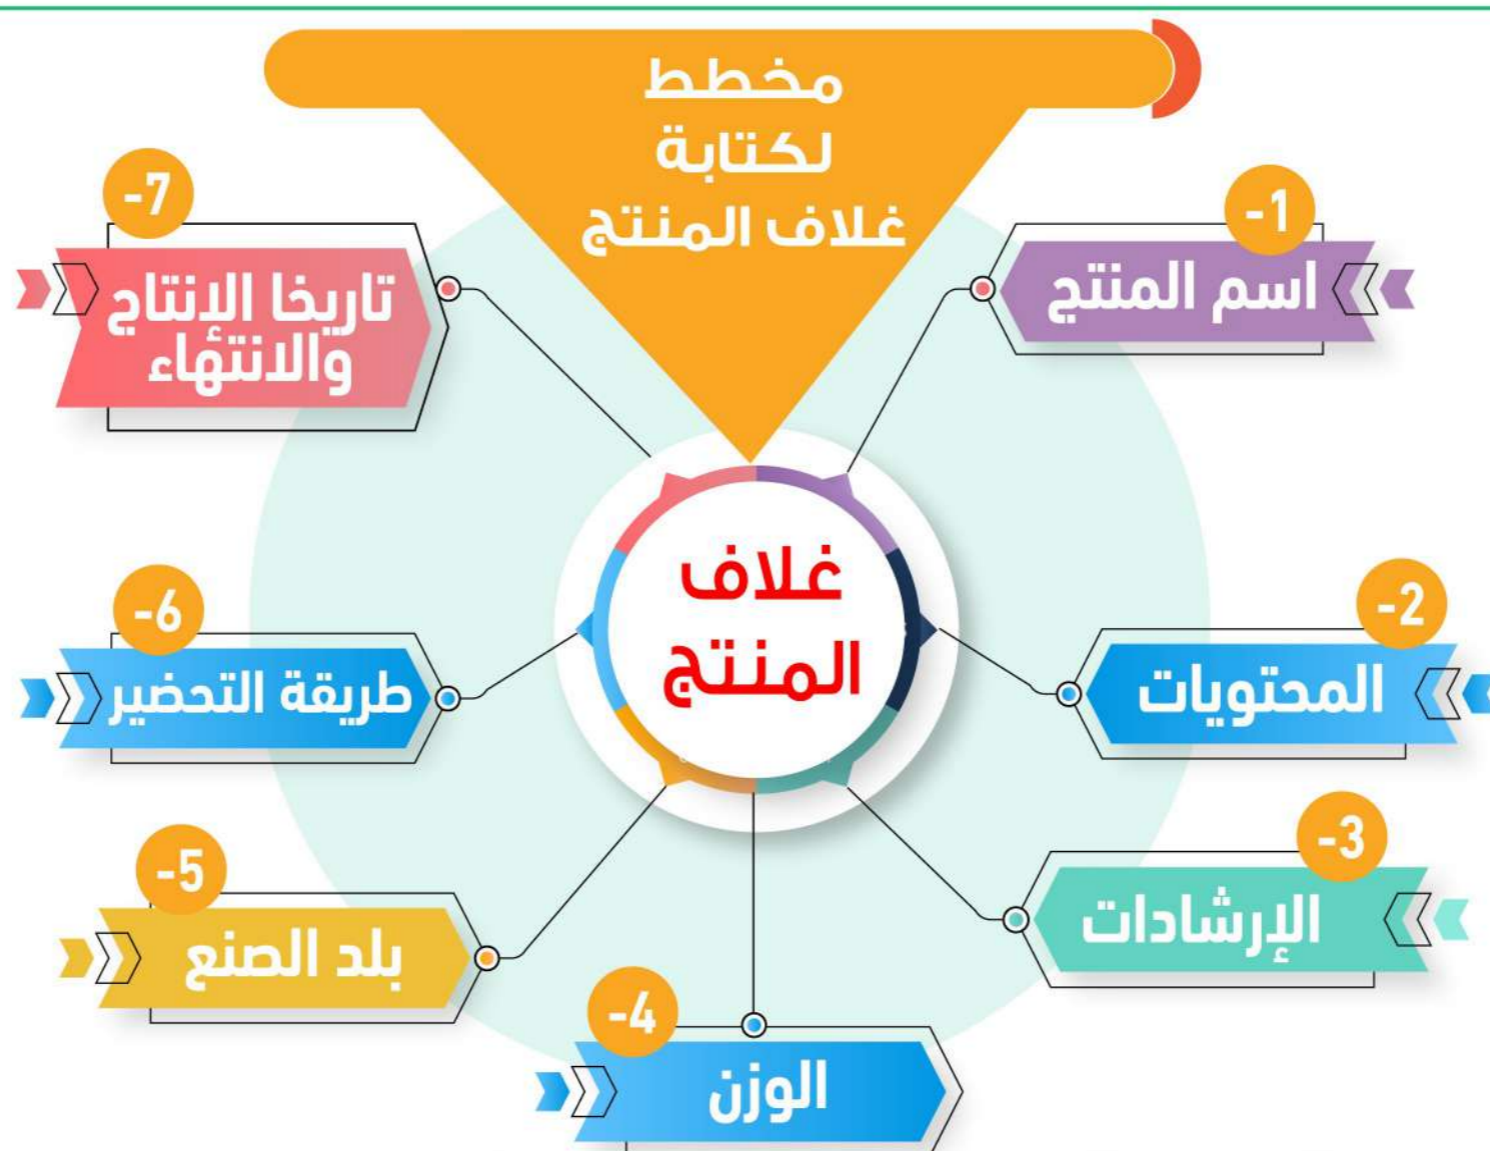 مخطط
لكتابة
غلاف المنتج
1-
اسم المنتج
2-
المحتويات
3-
الإرشادات
4-
الوزن
5-
بلد الصنع
6-
طريقة التحضير
7-
تاريخا الإنتاج
والانتهاء
غلاف
المنتج